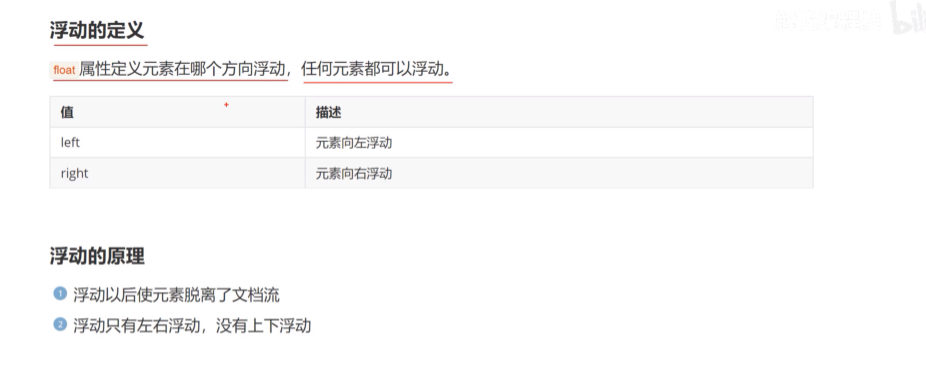 浮动的定义
float 属性定义元素在哪个方向浮动，任何元素都可以浮动。
值 描述
left 元素向左浮动
right 元素向右浮动
浮动的原理
1 浮动以后使元素脱离了文档流
2 浮动只有左右浮动，没有上下浮动